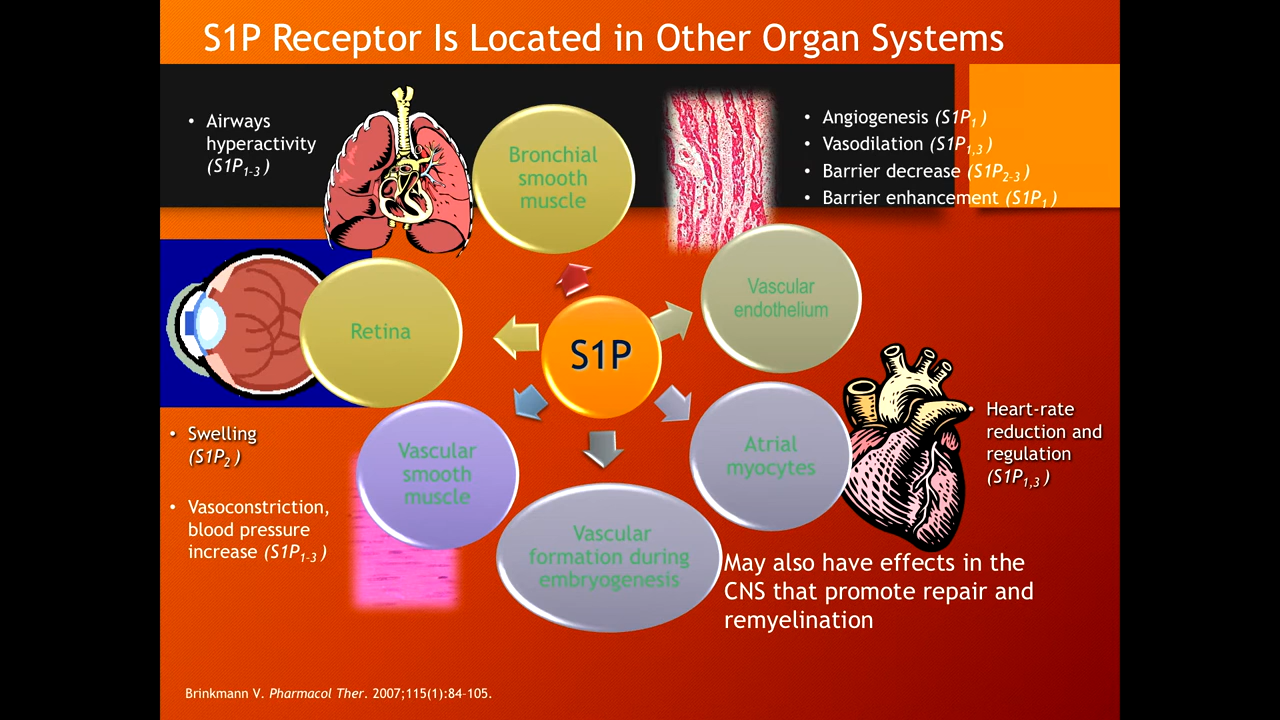 S1P Receptor Is Located in Other Organ Systems
• Airways
hyperactivity
(S1P1-3 )
Bronchial
smooth
muscle
• Angiogenesis (S1P1 )
• Vasodilation (S1P1,3 )
• Barrier decrease (S1P2-3 )
• Barrier enhancement (S1P1 )
Retina
S1P
Vascular
endothelium
• Swelling
(S1P2 )
• Vasoconstriction,
blood pressure
increase (S1P1-3 )
Vascular
smooth
muscle
Atrial
myocytes
• Heart-rate
reduction and
regulation
(S1P1,3 )
Vascular
formation during
embryogenesis
May also have effects in the
CNS that promote repair and
remyelination
Brinkmann V. Pharmacol Ther. 2007;115(1):84-105.